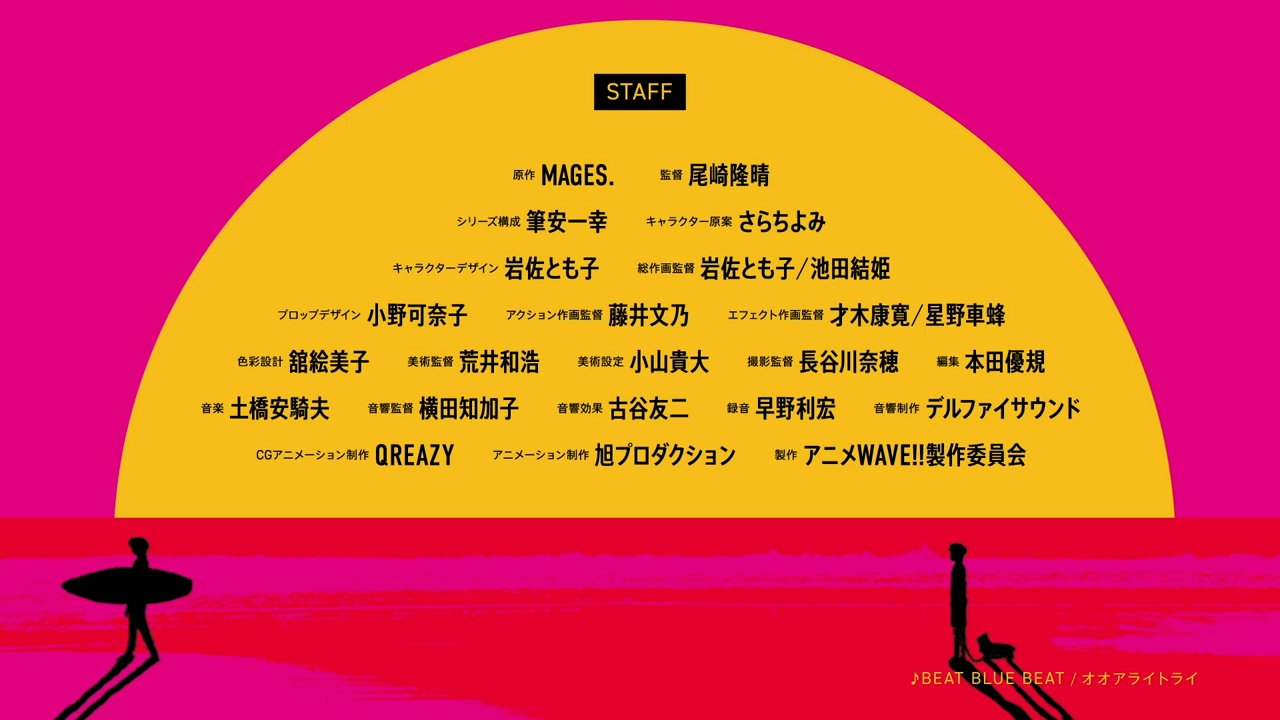 STAFF
原作 MAGES. 監督 尾崎隆晴
シリーズ構成 筆安一幸 キャラクター原案 さらちよみ
キャラクターデザイン 岩佐とも子 総作画監督 岩佐とも子/池田結姫
プロップデザイン 小野可奈子 アクション作画監督 藤井文乃 エフェクト作画監督 才木康寛/星野車蜂
色彩設計 舘絵美子 美術監督 荒井和浩 美術設定 小山貴大 撮影監督 長谷川奈穂 編集 本田優規
音楽 土橋安騎夫 音響監督 横田知加子 音響効果 古谷友二 録音 早野利宏 音響制作 デルファイサウンド
CGアニメーション制作 QREAZY アニメーション制作 旭プロダクション 製作 アニメWAVE!!製作委員会
♪BEAT BLUE BEAT / オオアライトライ